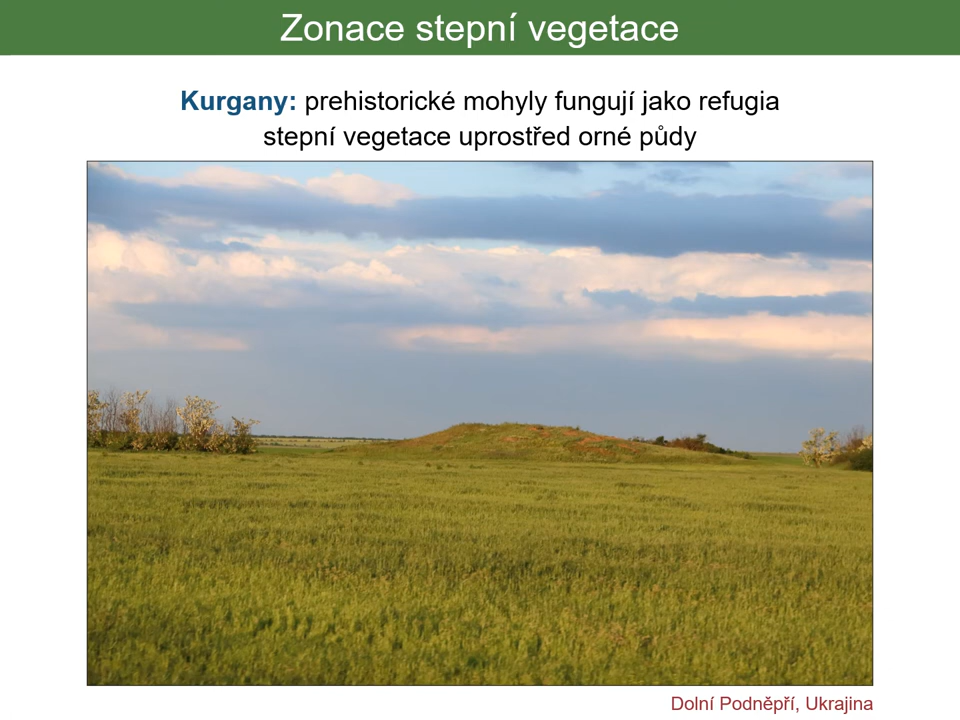 Zonace stepní vegetace
Kurgany: prehistorické mohyly fungují jako refugia
stepní vegetace uprostřed orné půdy
Dolní Podněpří, Ukrajina